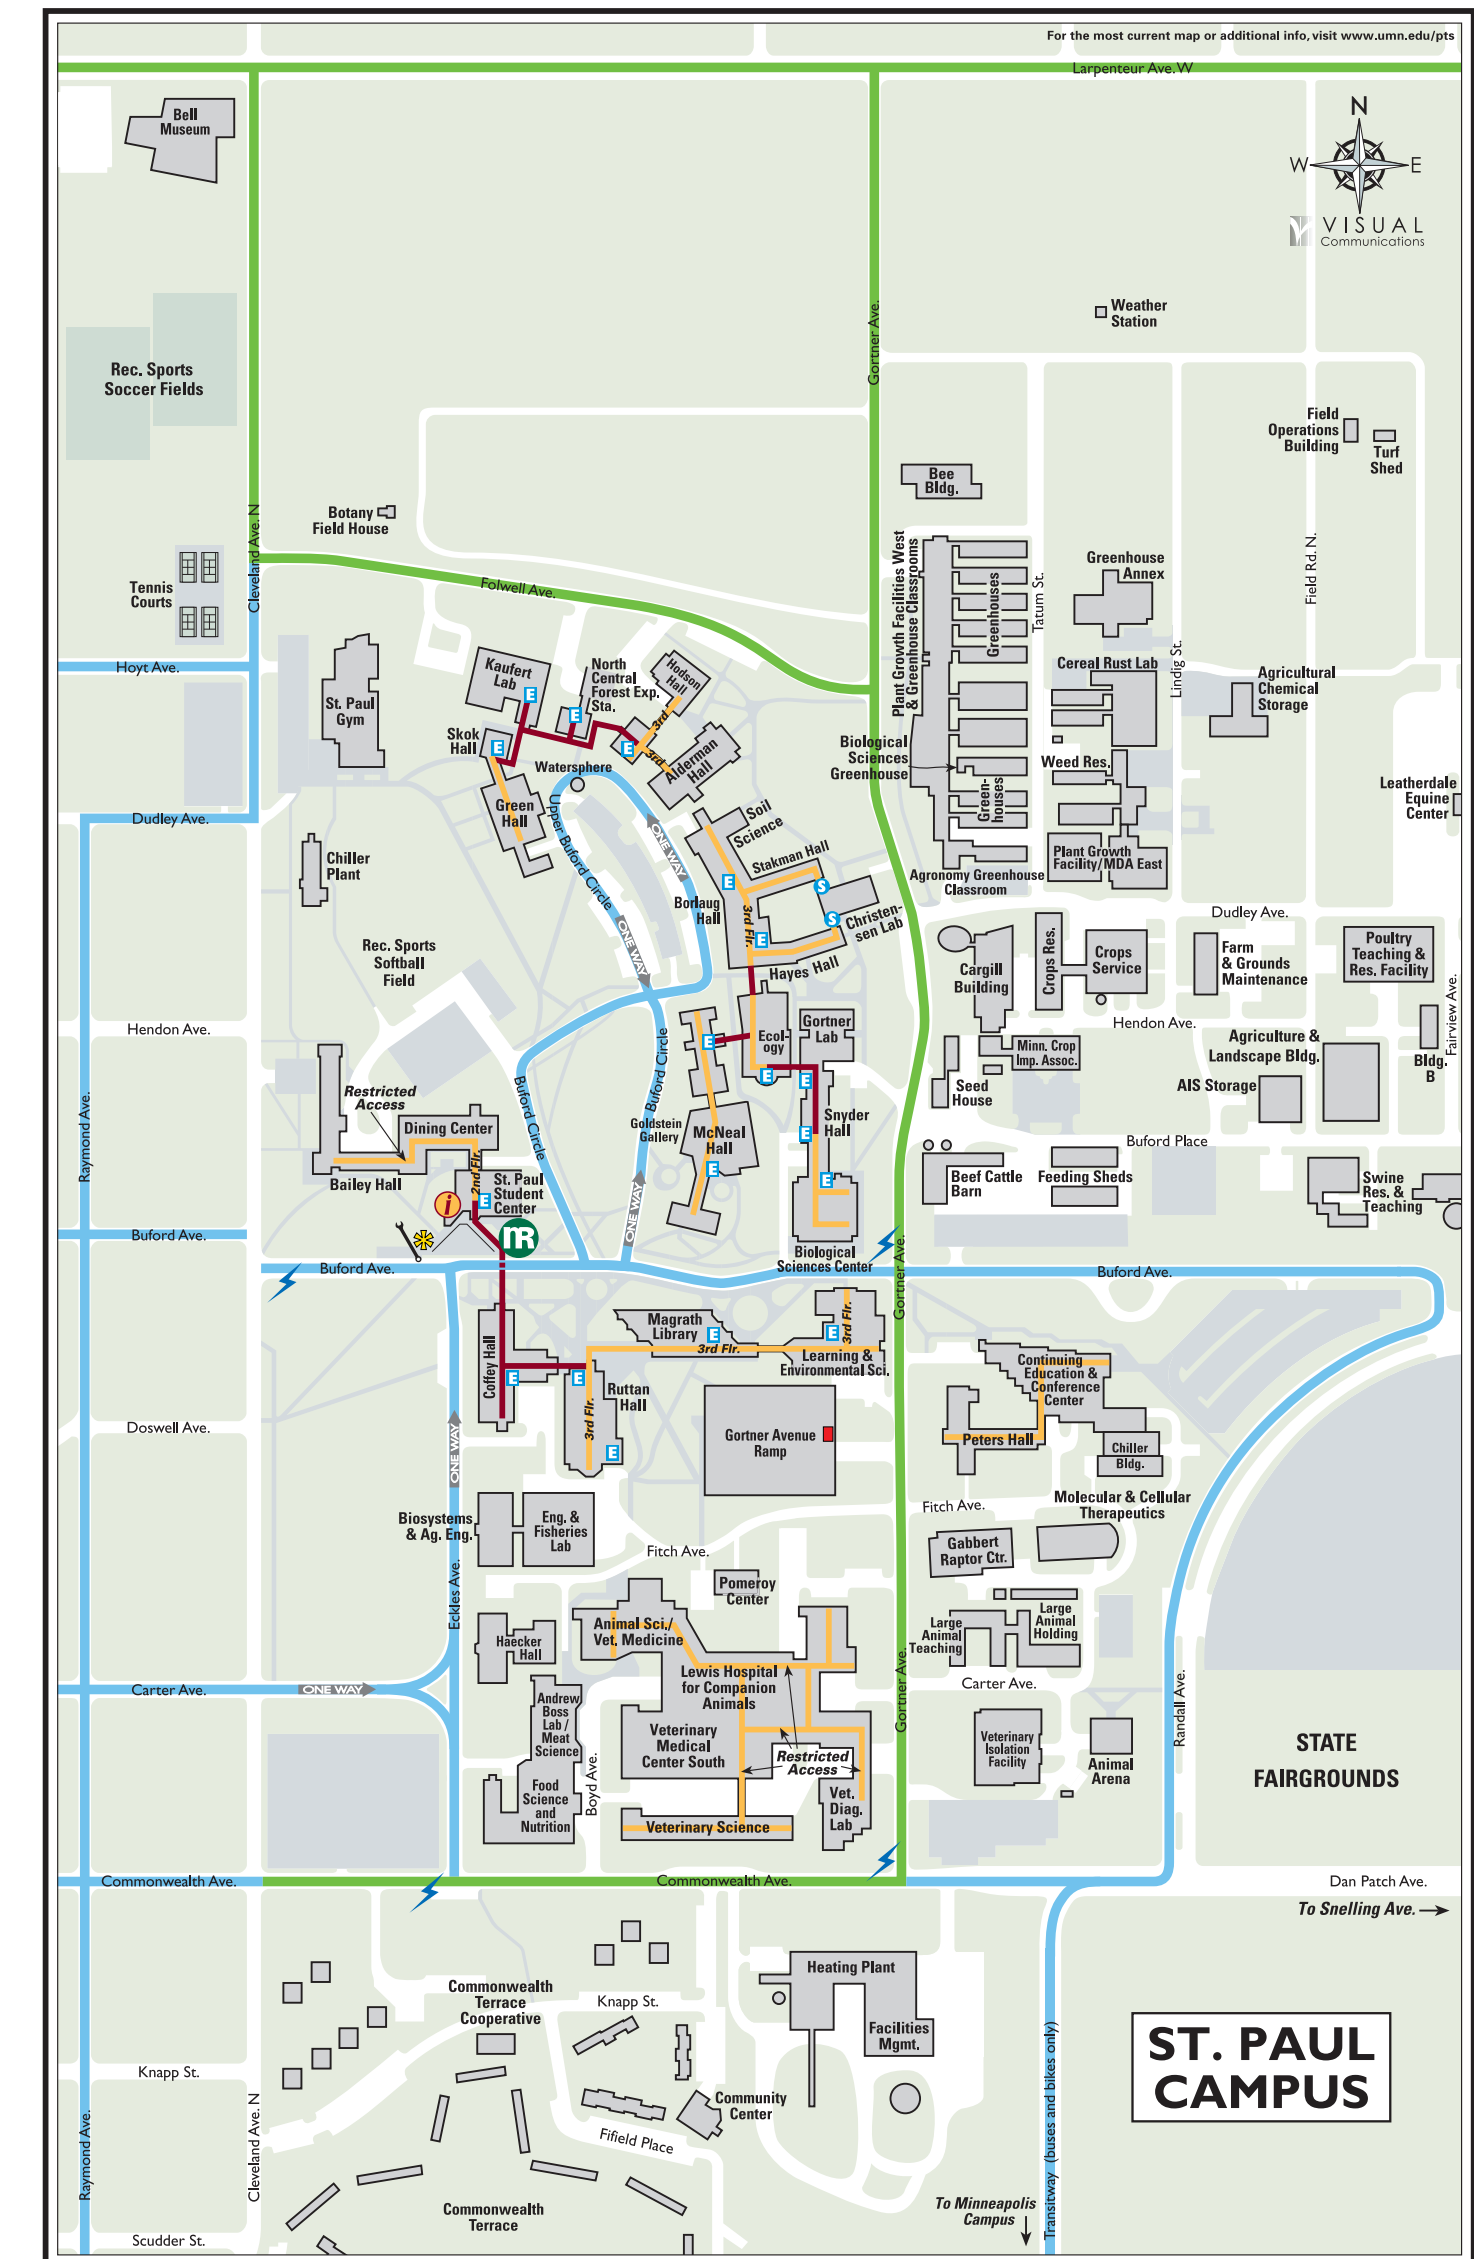 For the most current map or additional info, visit www.umn.edu/pts
Larpenteur Ave. W
Bell
Museum
N
W
E
VISUAL
Communications
Gortner Ave.
Weather
Station
Rec. Sports
Soccer Fields
Field
Operations
Building
Turf
Shed
Bee
Bldg.
Botany
Field House
Cleveland Ave. N
Folwell Ave.
Tennis
Courts
Plant Growth Facilities West
& Greenhouse Classrooms
Greenhouses
Tatum St.
Greenhouse
Annex
Field Rd. N.
Hoyt Ave.
St. Paul
Gym
Kaufert
Lab
E
North
Central
Forest Exp.
Sta.
E
Hodson
Hall
3rd
3rd
E
Alderman
Hall
Skok
Hall
E
Watersphere
Green
Hall
Cereal Rust Lab
Lindig St.
Agricultural
Chemical
Storage
Biological
Sciences
Greenhouse
Weed Res.
Green-
houses
Leatherdale
Equine
Center
Dudley Ave.
Upper Buford Circle
ONE WAY
ONE WAY
Soil
Science
Stakman Hall
E
S
S
Borlaug
Hall
3rd Flr.
E
Christen-
sen Lab
Hayes Hall
Plant Growth
Facility/MDA East
Agronomy Greenhouse
Classroom
Chiller
Plant
Dudley Ave.
Rec. Sports
Softball
Field
Cargill
Building
Crops Res.
Crops
Service
Farm
& Grounds
Maintenance
Poultry
Teaching &
Res. Facility
Hendon Ave.
Hendon Ave.
Ecol-
ogy
E
E
Gortner
Lab
E
Minn. Crop
Imp. Assoc.
Agriculture &
Landscape Bldg.
Bldg.
B
Fairview Ave.
Seed
House
AIS Storage
Raymond Ave.
Restricted
Access
Dining Center
Buford Circle
Buford Circle
Goldstein
Gallery
McNeal
Hall
E
Snyder
Hall
E
E
Buford Place
Bailey Hall
2nd Flr.
St. Paul
Student
Center
E
i
mR
ONE WAY
Beef Cattle
Barn
Feeding Sheds
Swine
Res. &
Teaching
Buford Ave.
Buford Ave.
Biological
Sciences Center
Gortner Ave.
Buford Ave.
Coffey Hall
E
E
Magrath
Library
E
3rd Flr.
E
3rd Flr.
Learning &
Environmental Sci.
Ruttan
Hall
3rd Flr.
E
Continuing
Education &
Conference
Center
Peters Hall
Chiller
Bldg.
Doswell Ave.
ONE WAY
Gortner Avenue
Ramp
Biosystems
& Ag. Eng.
Eng. &
Fisheries
Lab
Fitch Ave.
Fitch Ave.
Molecular & Cellular
Therapeutics
Gabbert
Raptor Ctr.
Eckles Ave.
Pomeroy
Center
Haecker
Hall
Animal Sci./
Vet. Medicine
Large
Animal
Teaching
Large
Animal
Holding
Carter Ave.
ONE WAY
Lewis Hospital
for Companion
Animals
Gortner Ave.
Carter Ave.
Randall Ave.
Andrew
Boss
Lab /
Meat
Science
Veterinary
Medical
Center South
Restricted
Access
Veterinary
Isolation
Facility
Animal
Arena
STATE
FAIRGROUNDS
Food
Science
and
Nutrition
Boyd Ave.
Veterinary Science
Vet.
Diag.
Lab
Commonwealth Ave.
Commonwealth Ave.
Dan Patch Ave.
To Snelling Ave.
Commonwealth
Terrace
Cooperative
Knapp St.
Heating Plant
Facilities
Mgmt.
Knapp St.
Community
Center
Fifield Place
Raymond Ave.
Cleveland Ave. N
Commonwealth
Terrace
Scudder St.
To Minneapolis
Campus
Transitway (buses and bikes only)
ST. PAUL
CAMPUS